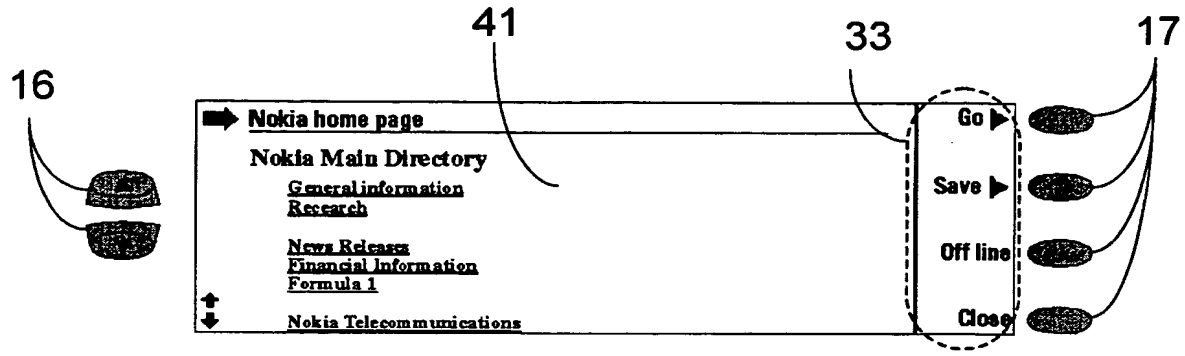 41
33
17
16
Nokia home page
Go
Nokia Main Directory
General information
Save
Recearch
News Releases
Off line
Financial Information
Formula 1
Close
Nokia Telecommunications